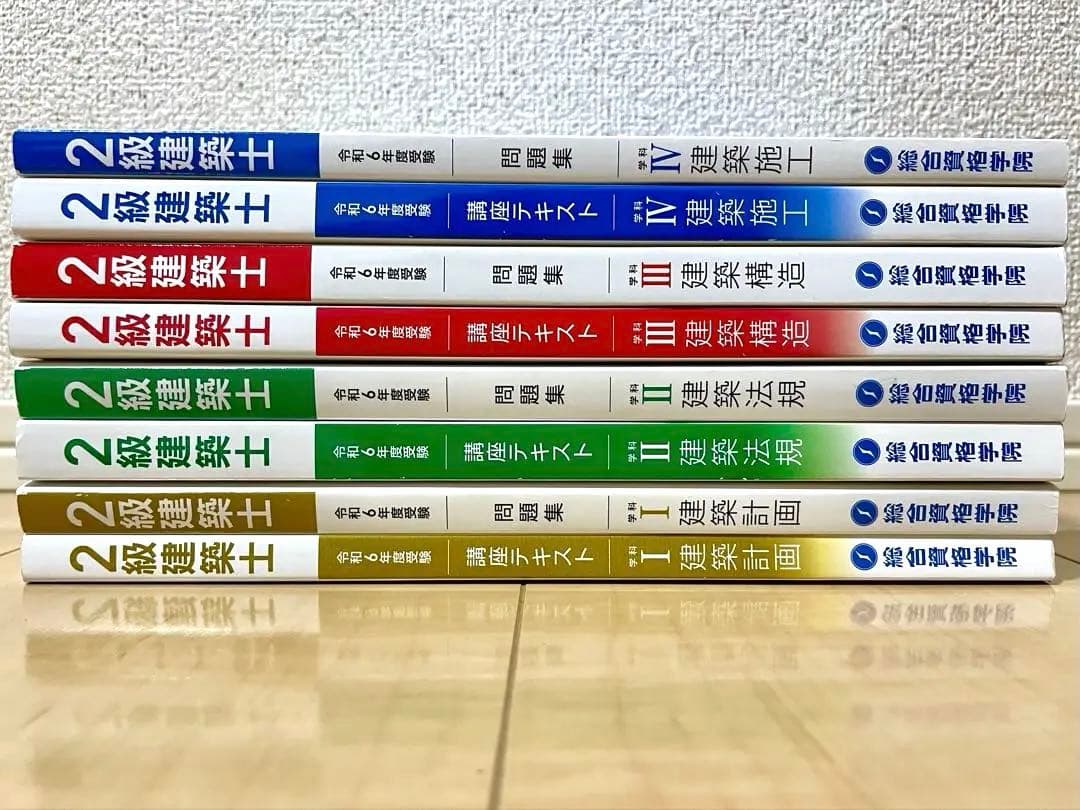 2級建築士 令和6年度受験 問題集 学科Ⅳ 建築施工 総合資格学院
2級建築士 令和6年度受験 講座テキスト 学科Ⅳ 建築施工 総合資格学院
2級建築士 令和6年度受験 問題集 学科Ⅲ 建築構造 総合資格学院
2級建築士 令和6年度受験 講座テキスト 学科Ⅲ 建築構造 総合資格学院
2級建築士 令和6年度受験 問題集 学科Ⅱ 建築法規 総合資格学院
2級建築士 令和6年度受験 講座テキスト 学科Ⅱ 建築法規 総合資格学院
2級建築士 令和6年度受験 問題集 学科Ⅰ 建築計画 総合資格学院
2級建築士 令和6年度受験 講座テキスト 学科Ⅰ 建築計画 総合資格学院